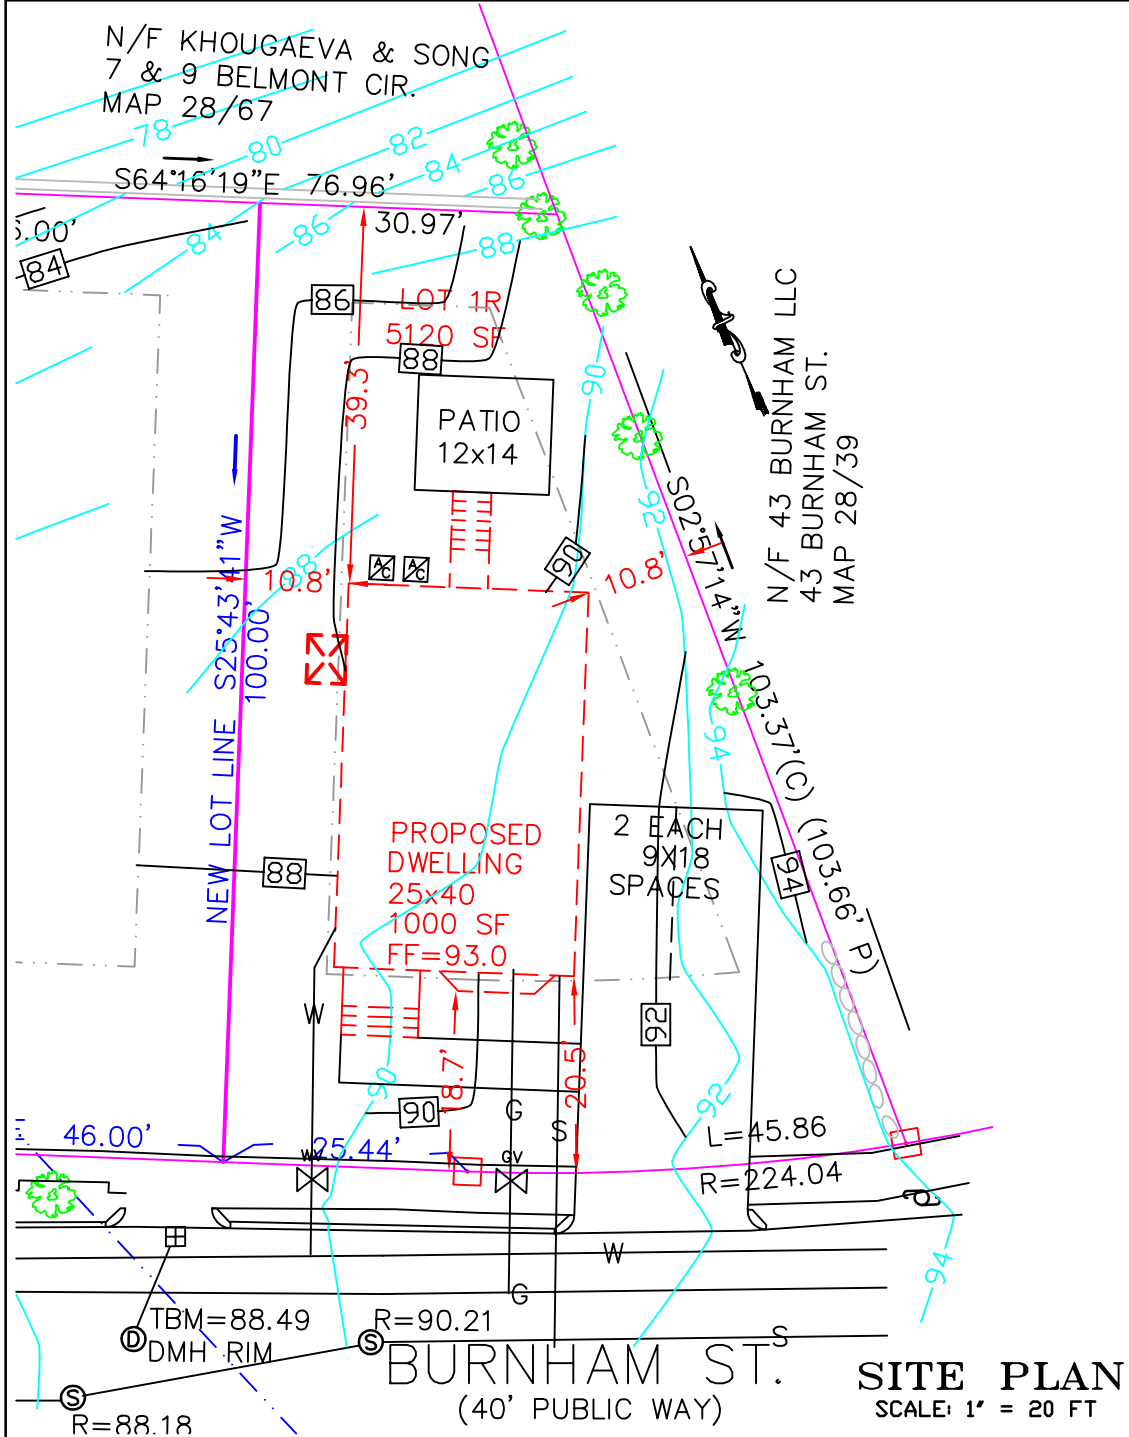 N/F KHOUGAEVA & SONG
7 & 9 BELMONT CIR.
MAP 28/67
78
80
82
84
86
S64°16'19"E 76.96'
30.97'
84
86
88
84
86
LOT 1R
5120 SF
88
39.3'
PATIO
12x14
90
92
S02°57'14"W 103.37'(C) (103.66' P)
N/F 43 BURNHAM LLC
43 BURNHAM ST.
MAP 28/39
90
88
A/C
A/C
10.8'
10.8'
NEW LOT LINE S25°43'41"W
100.00'
94
PROPOSED
DWELLING
25x40
1000 SF
FF=93.0
2 EACH
9X18
SPACES
94
88
W
92
18.7'
20.5'
90
90
92
G
S
46.00'
25.44'
L=45.86
R=224.04
GV
W
G
94
TBM=88.49
DMH RIM
D
R=90.21
S
S
S
R=88.18
BURNHAM ST.
(40' PUBLIC WAY)
SITE PLAN
SCALE: 1" = 20 FT